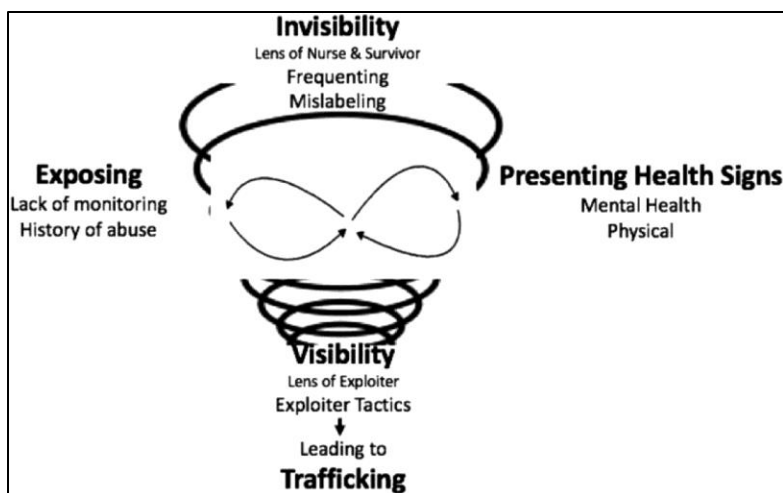 Invisibility
Lens of Nurse & Survivor
Frequenting
Mislabeling
Exposing
Lack of monitoring
History of abuse
Presenting Health Signs
Mental Health
Physical
Visibility
Lens of Exploiter
Exploiter Tactics
Leading to
Trafficking